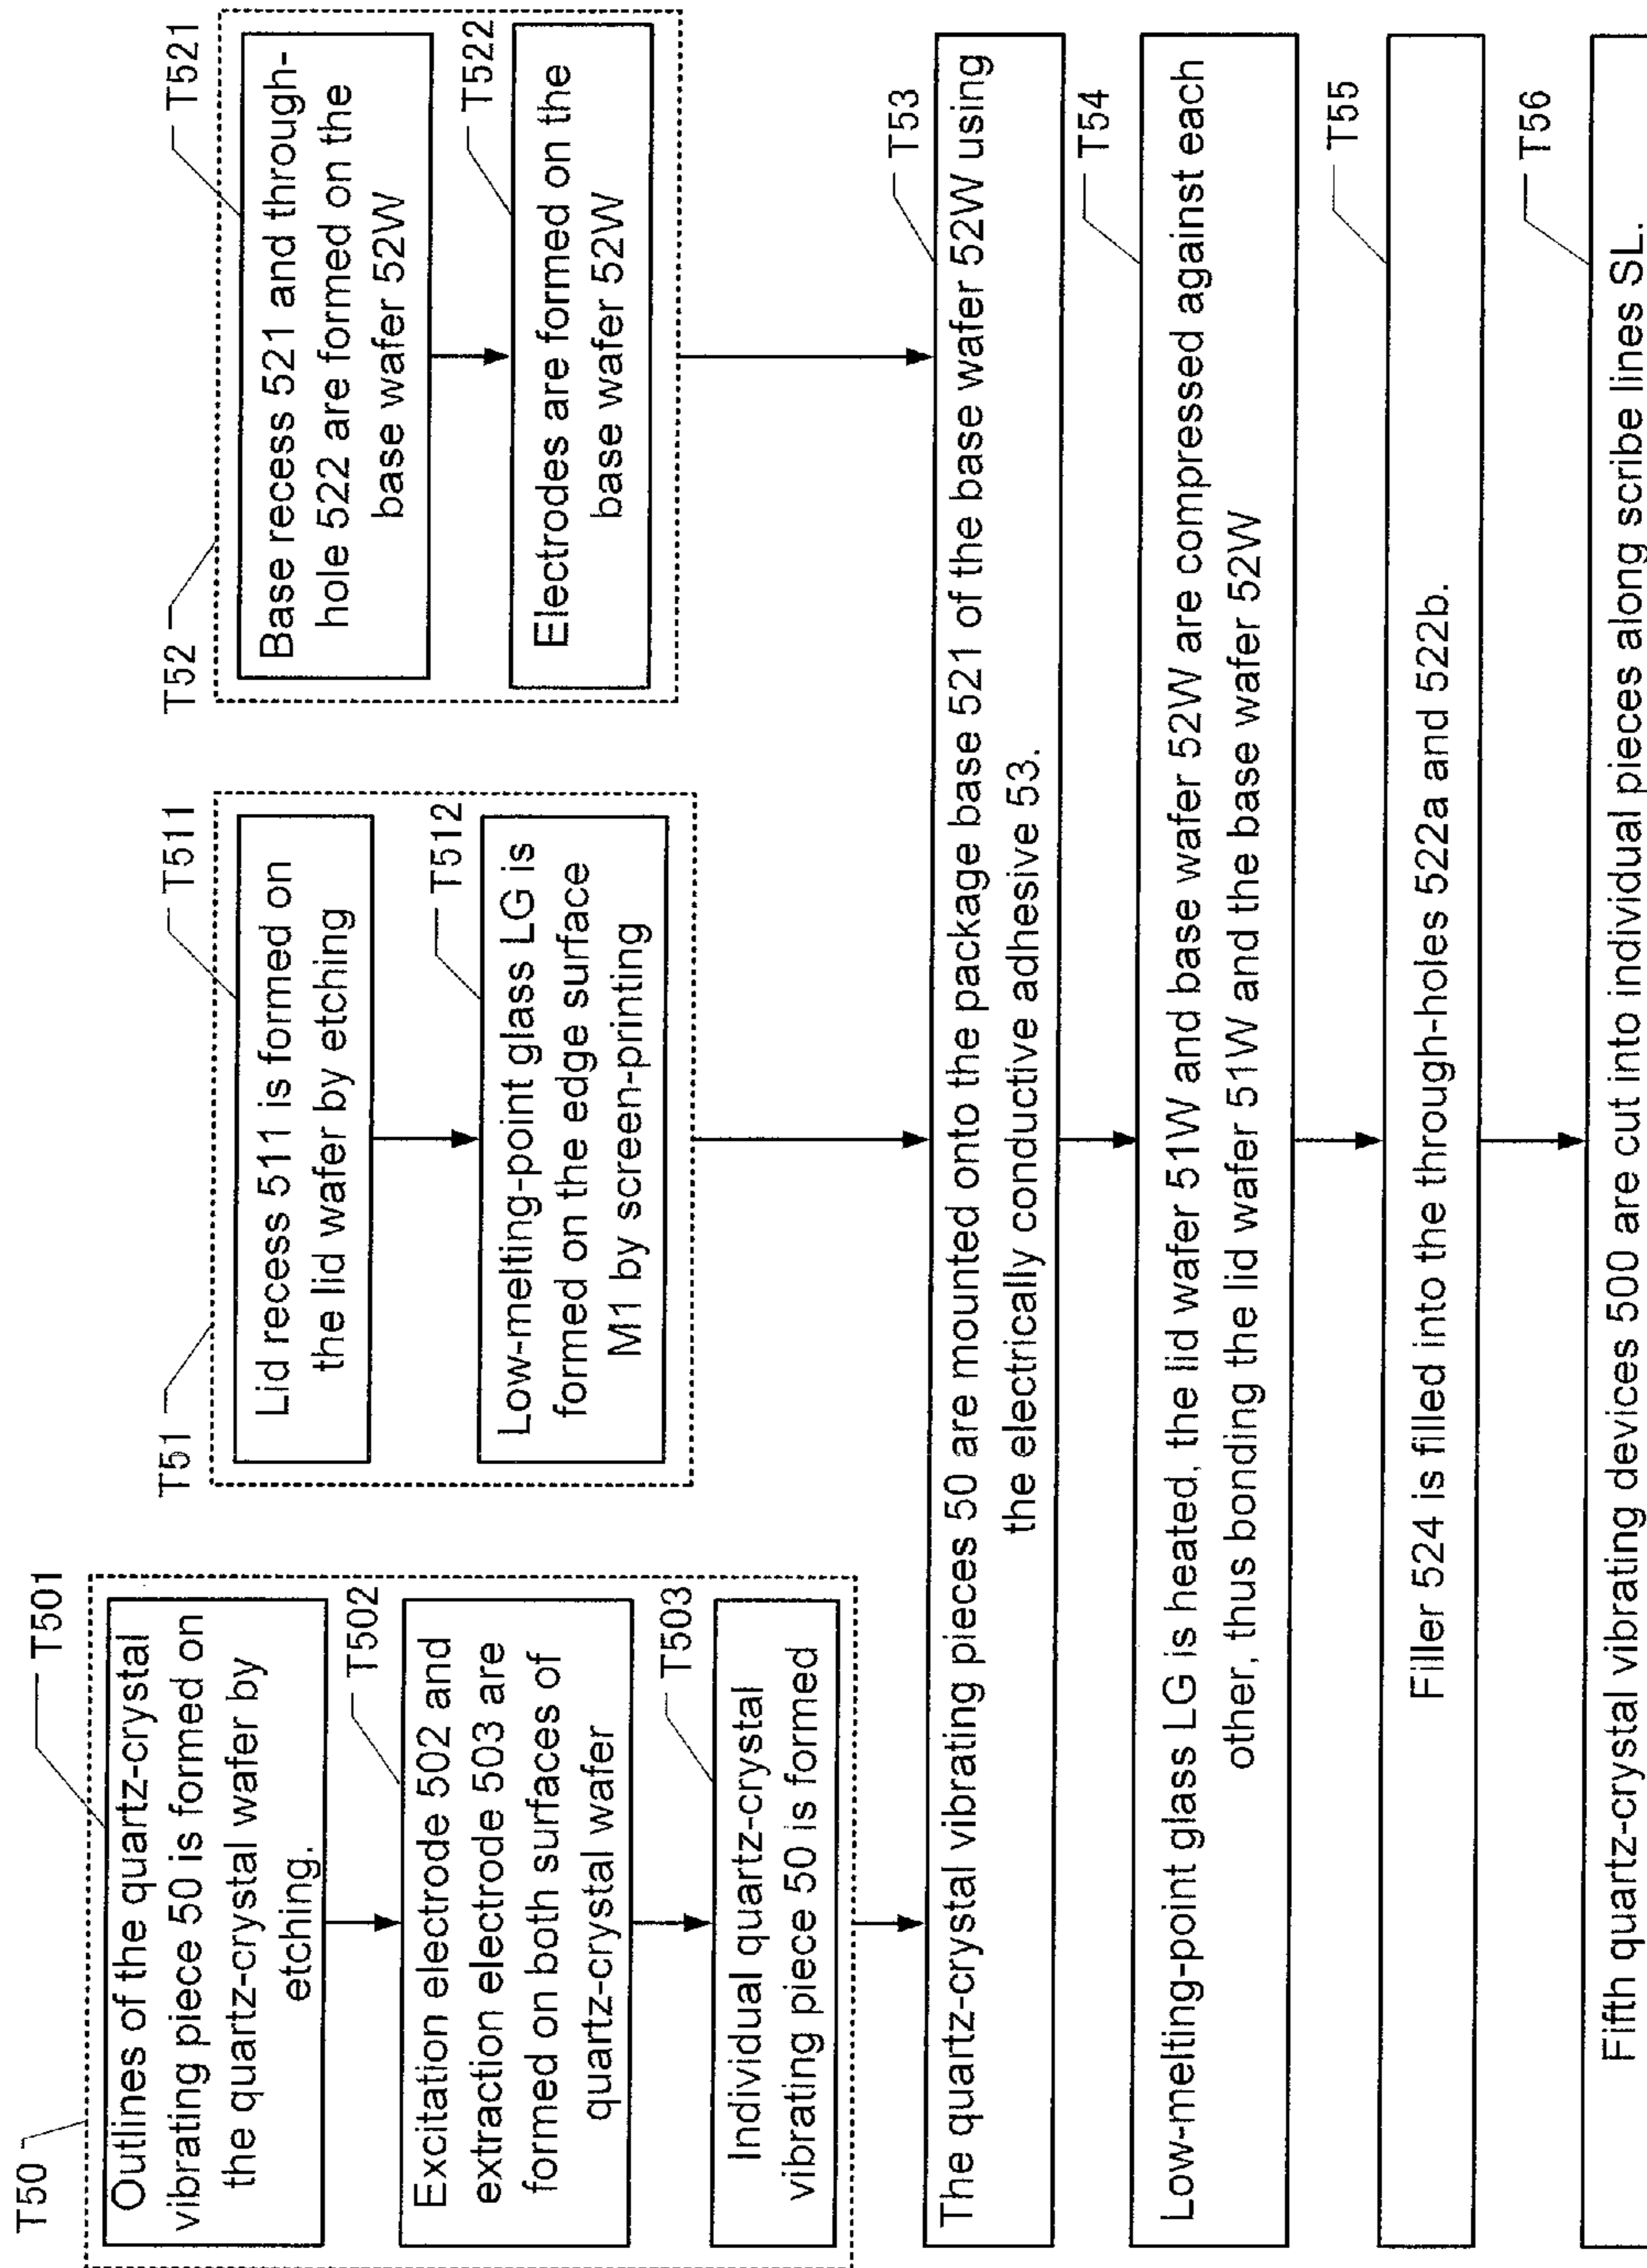 T50
T501
Outlines of the quartz-crystal
vibrating piece 50 is formed on
the quartz-crystal wafer by
etching.
T502
Excitation electrode 502 and
extraction electrode 503 are
formed on both surfaces of
quartz-crystal wafer
T503
Individual quartz-crystal
vibrating piece 50 is formed
T51
T511
Lid recess 511 is formed on
the lid wafer by etching
T512
Low-melting-point glass LG is
formed on the edge surface
M1 by screen-printing
T52
T521
Base recess 521 and through-
hole 522 are formed on the
base wafer 52W
T522
Electrodes are formed on the
base wafer 52W
T53
The quartz-crystal vibrating pieces 50 are mounted onto the package base 521 of the base wafer 52W using
the electrically conductive adhesive 53.
T54
Low-melting-point glass LG is heated, the lid wafer 51W and base wafer 52W are compressed against each
other, thus bonding the lid wafer 51W and the base wafer 52W
T55
Filler 524 is filled into the through-holes 522a and 522b.
T56
Fifth quartz-crystal vibrating devices 500 are cut into individual pieces along scribe lines SL.